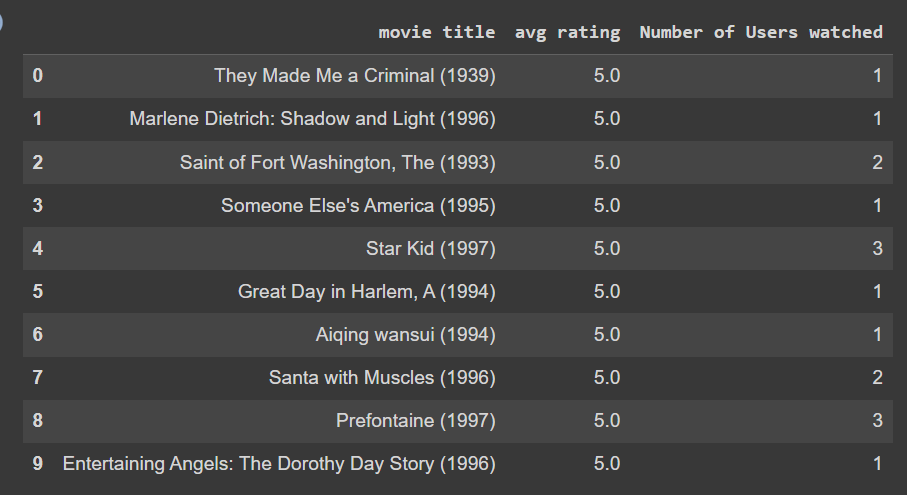 movie title avg rating Number of Users watched
0 They Made Me a Criminal (1939) 5.0 1
1 Marlene Dietrich: Shadow and Light (1996) 5.0 1
2 Saint of Fort Washington, The (1993) 5.0 2
3 Someone Else's America (1995) 5.0 1
4 Star Kid (1997) 5.0 3
5 Great Day in Harlem, A (1994) 5.0 1
6 Aiqing wansui (1994) 5.0 1
7 Santa with Muscles (1996) 5.0 2
8 Prefontaine (1997) 5.0 3
9 Entertaining Angels: The Dorothy Day Story (1996) 5.0 1